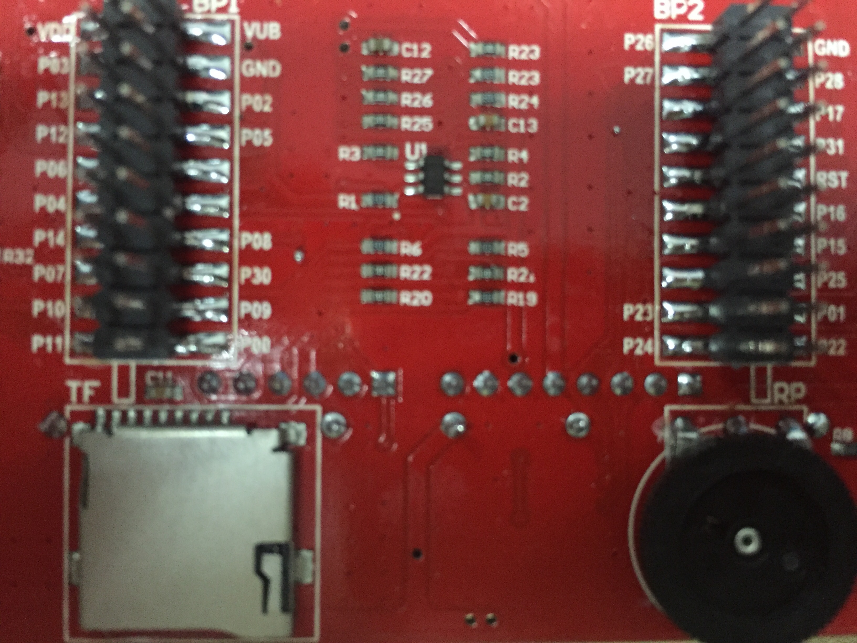 BP1
VDD VUB
P03 GND
P13 P02
P12 P05
P06
P04
P14 P08
P07 P30
P10 P09
P11 P00
R32
C12 R23
R27 R23
R26 R24
R25 C13
R3 U1 R4
R2
R1 C2
R6 R5
R22
R20 R19
BP2
P26 GND
P27 P28
P17
P31
RST
P16
P15
P25
P23 P01
P24 P22
TF
RP